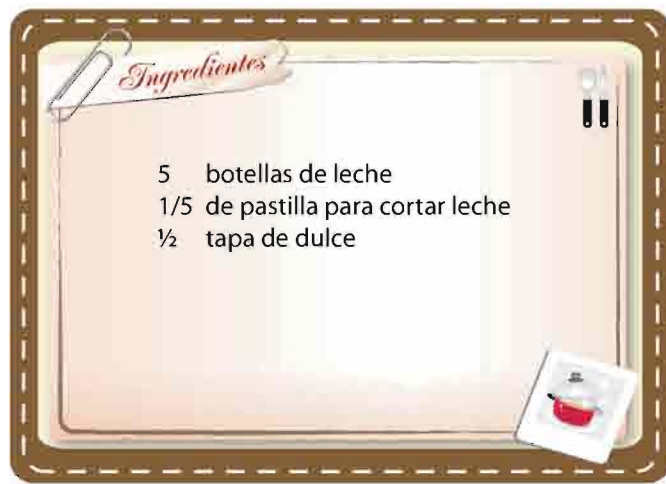 Ingredientes
5 botellas de leche
1/5 de pastilla para cortar leche
½ tapa de dulce